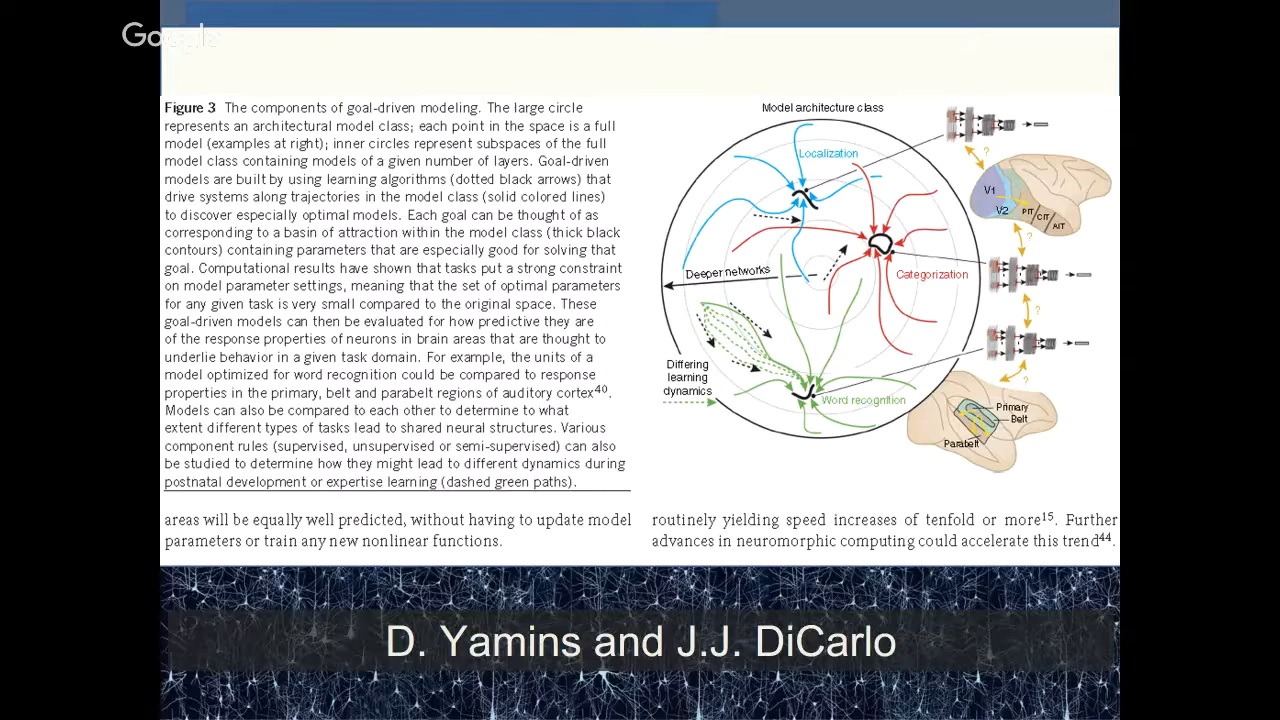 Google
Figure 3 The components of goal-driven modeling. The large circle
represents an architectural model class; each point in the space is a full
model (examples at right); inner circles represent subspaces of the full
model class containing models of a given number of layers. Goal-driven
models are built by using learning algorithms (dotted black arrows) that
drive systems along trajectories in the model class (solid colored lines)
to discover especially optimal models. Each goal can be thought of as
corresponding to a basin of attraction within the model class (thick black
contours) containing parameters that are especially good for solving that
goal. Computational results have shown that tasks put a strong constraint
on model parameter settings, meaning that the set of optimal parameters
for any given task is very small compared to the original space. These
goal-driven models can then be evaluated for how predictive they are
of the response properties of neurons in brain areas that are thought to
underlie behavior in a given task domain. For example, the units of a
model optimized for word recognition could be compared to response
properties in the primary, belt and parabelt regions of auditory cortex40.
Models can also be compared to each other to determine to what
extent different types of tasks lead to shared neural structures. Various
component rules (supervised, unsupervised or semi-supervised) can also
be studied to determine how they might lead to different dynamics during
postnatal development or expertise learning (dashed green paths).
Model architecture class
Localization
Categorization
Deeper networks
Differing
learning
dynamics
Word recognition
?
V1
V2
PIT
CIT
AIT
?
?
?
Primary
Belt
Parabelt
areas will be equally well predicted, without having to update model
parameters or train any new nonlinear functions.
routinely yielding speed increases of tenfold or more15. Further
advances in neuromorphic computing could accelerate this trend44.
D. Yamins and J.J. DiCarlo